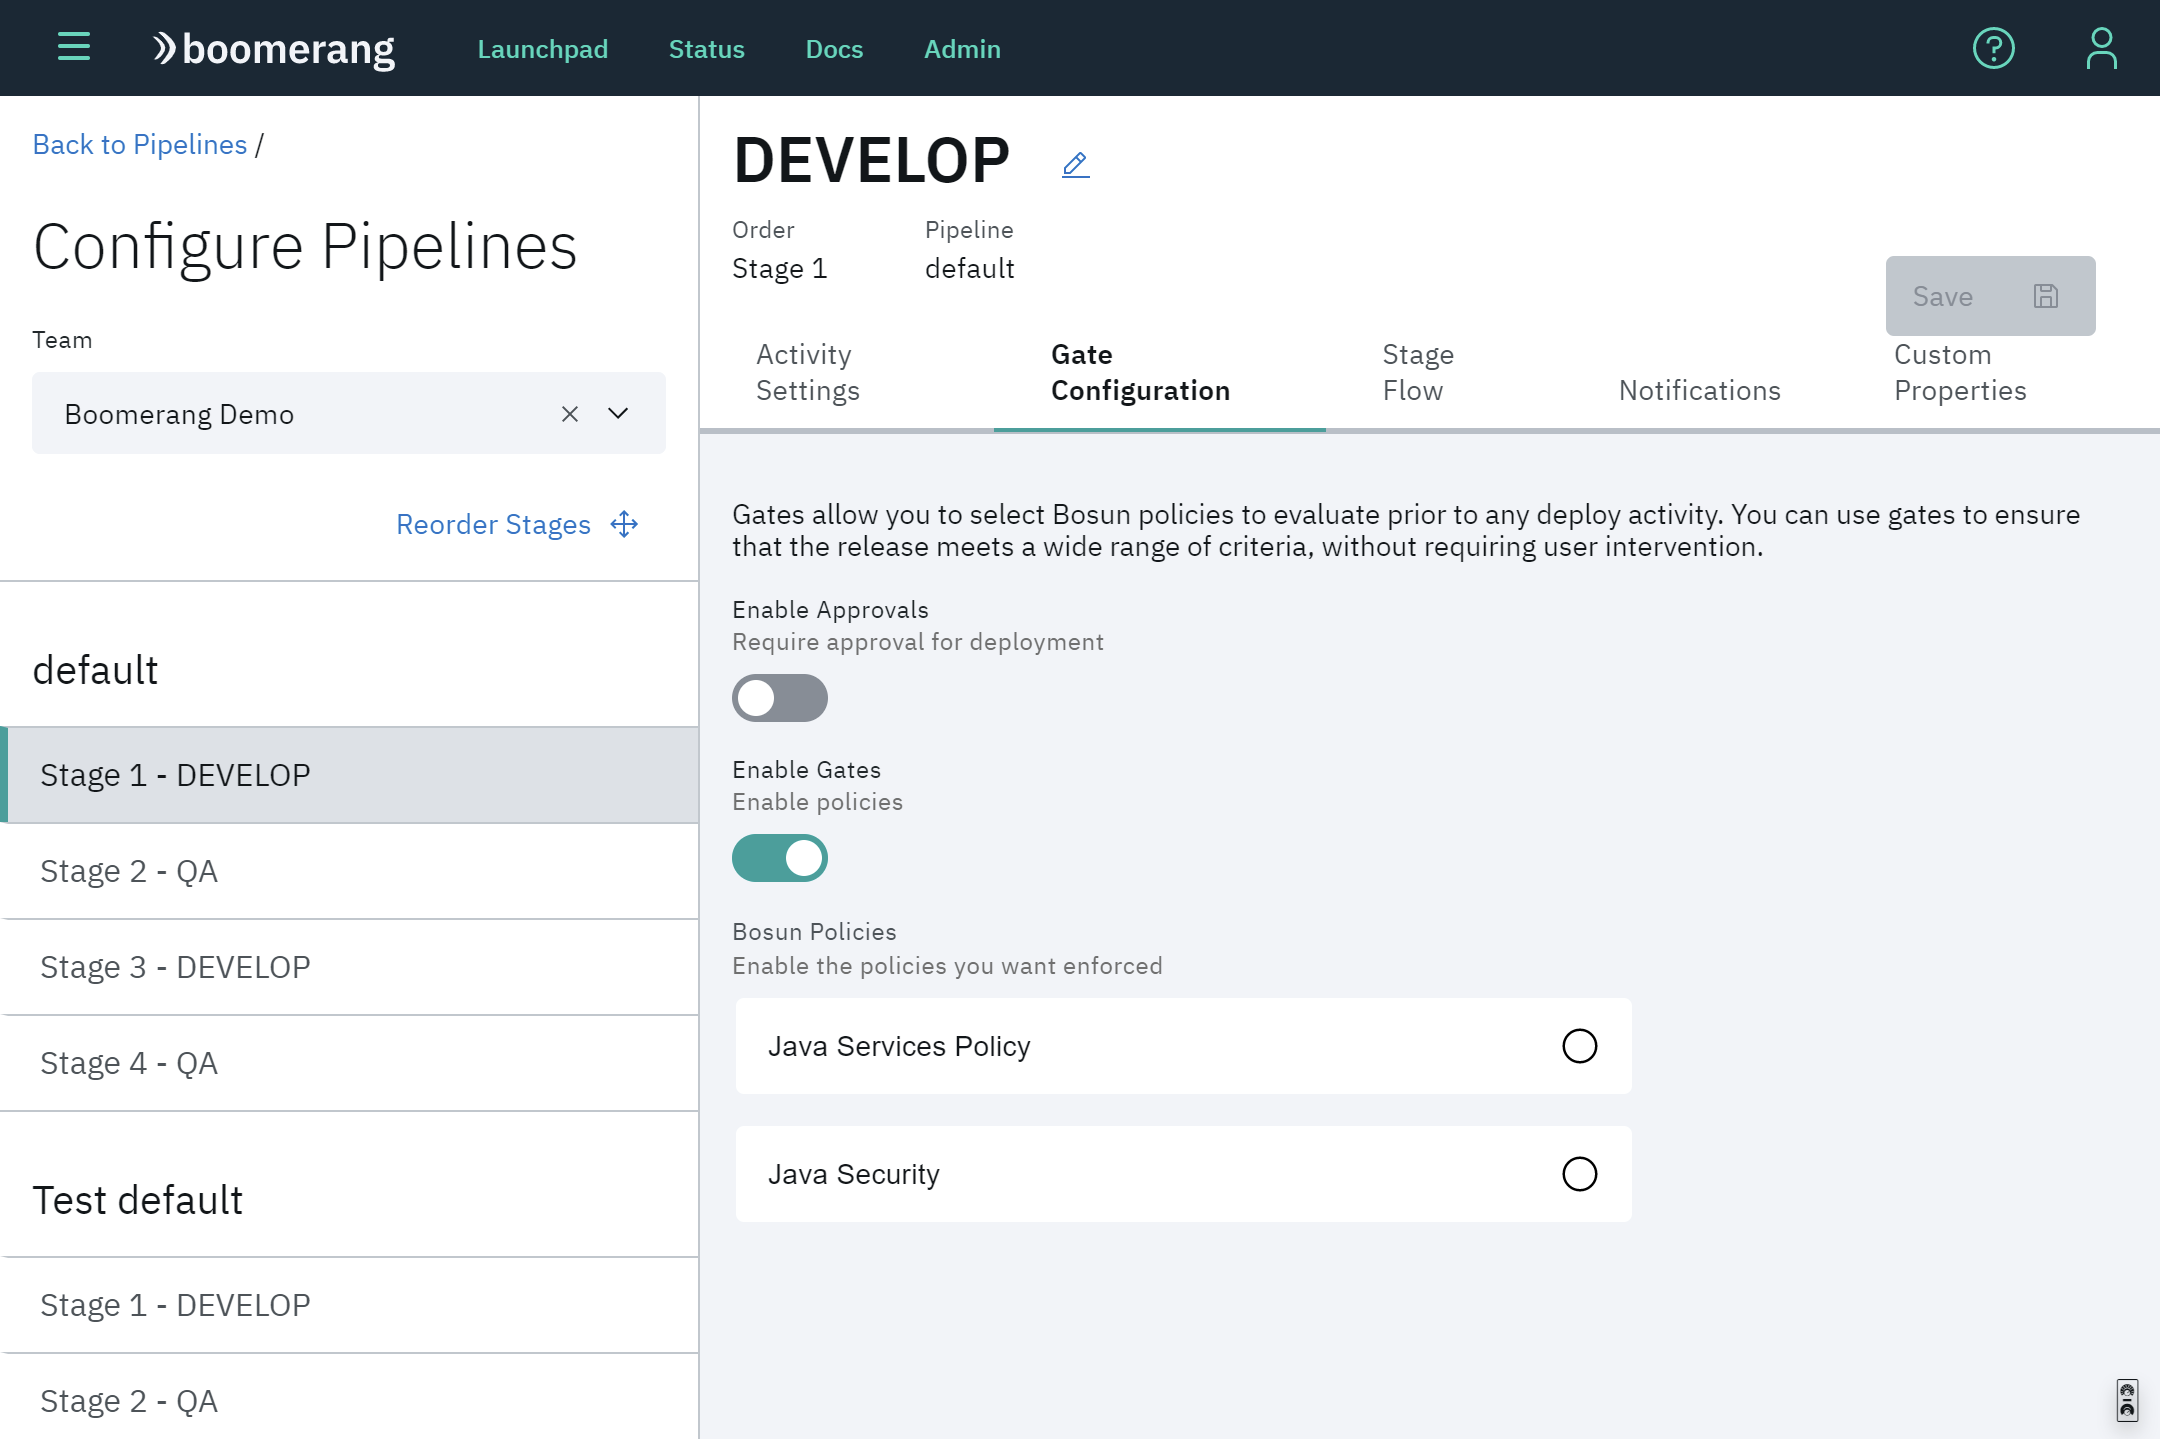 boomerang
Launchpad
Status
Docs
Admin
Back to Pipelines /
Configure Pipelines
Team
Boomerang Demo
Reorder Stages
default
Stage 1 - DEVELOP
Stage 2 - QA
Stage 3 - DEVELOP
Stage 4 - QA
Test default
Stage 1 - DEVELOP
Stage 2 - QA
DEVELOP
Order
Stage 1
Pipeline
default
Save
Activity
Settings
Gate
Configuration
Stage
Flow
Notifications
Custom
Properties
Gates allow you to select Bosun policies to evaluate prior to any deploy activity. You can use gates to ensure
that the release meets a wide range of criteria, without requiring user intervention.
Enable Approvals
Require approval for deployment
Enable Gates
Enable policies
Bosun Policies
Enable the policies you want enforced
Java Services Policy
Java Security